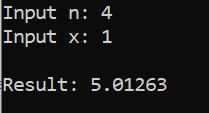 Input n: 4
Input x: 1
Result: 5.01263